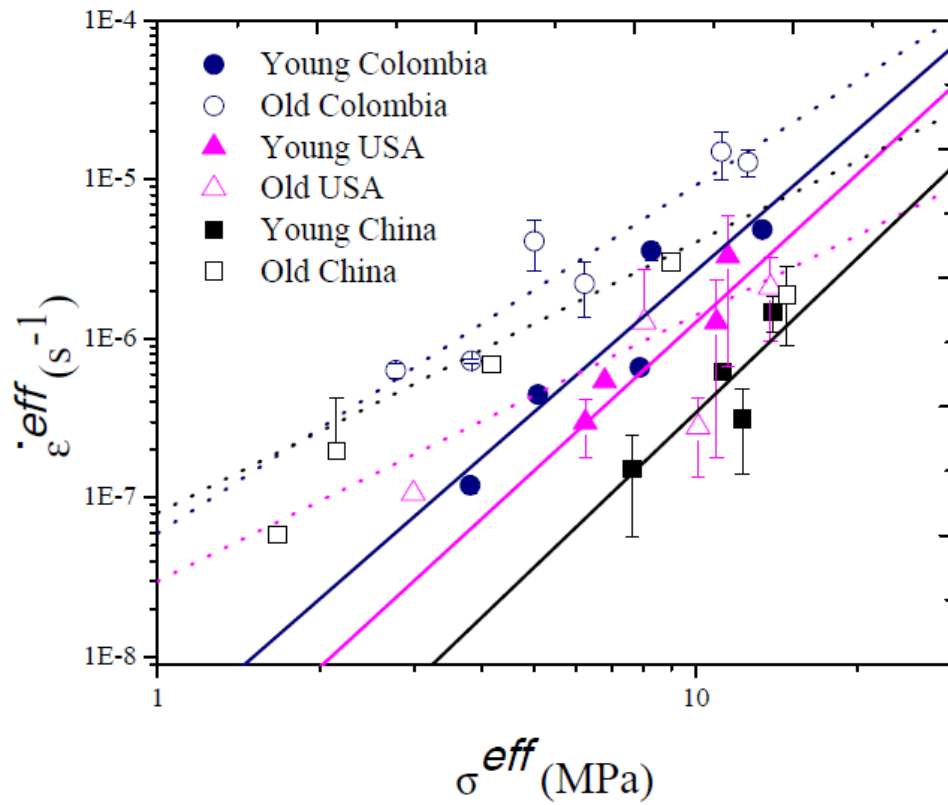 1E-4
Young Colombia
Old Colombia
Young USA
Old USA
Young China
Old China
1E-5
1E-6
1E-7
1E-8
ε̇^eff (s^-1)
1
10
σ^eff (MPa)